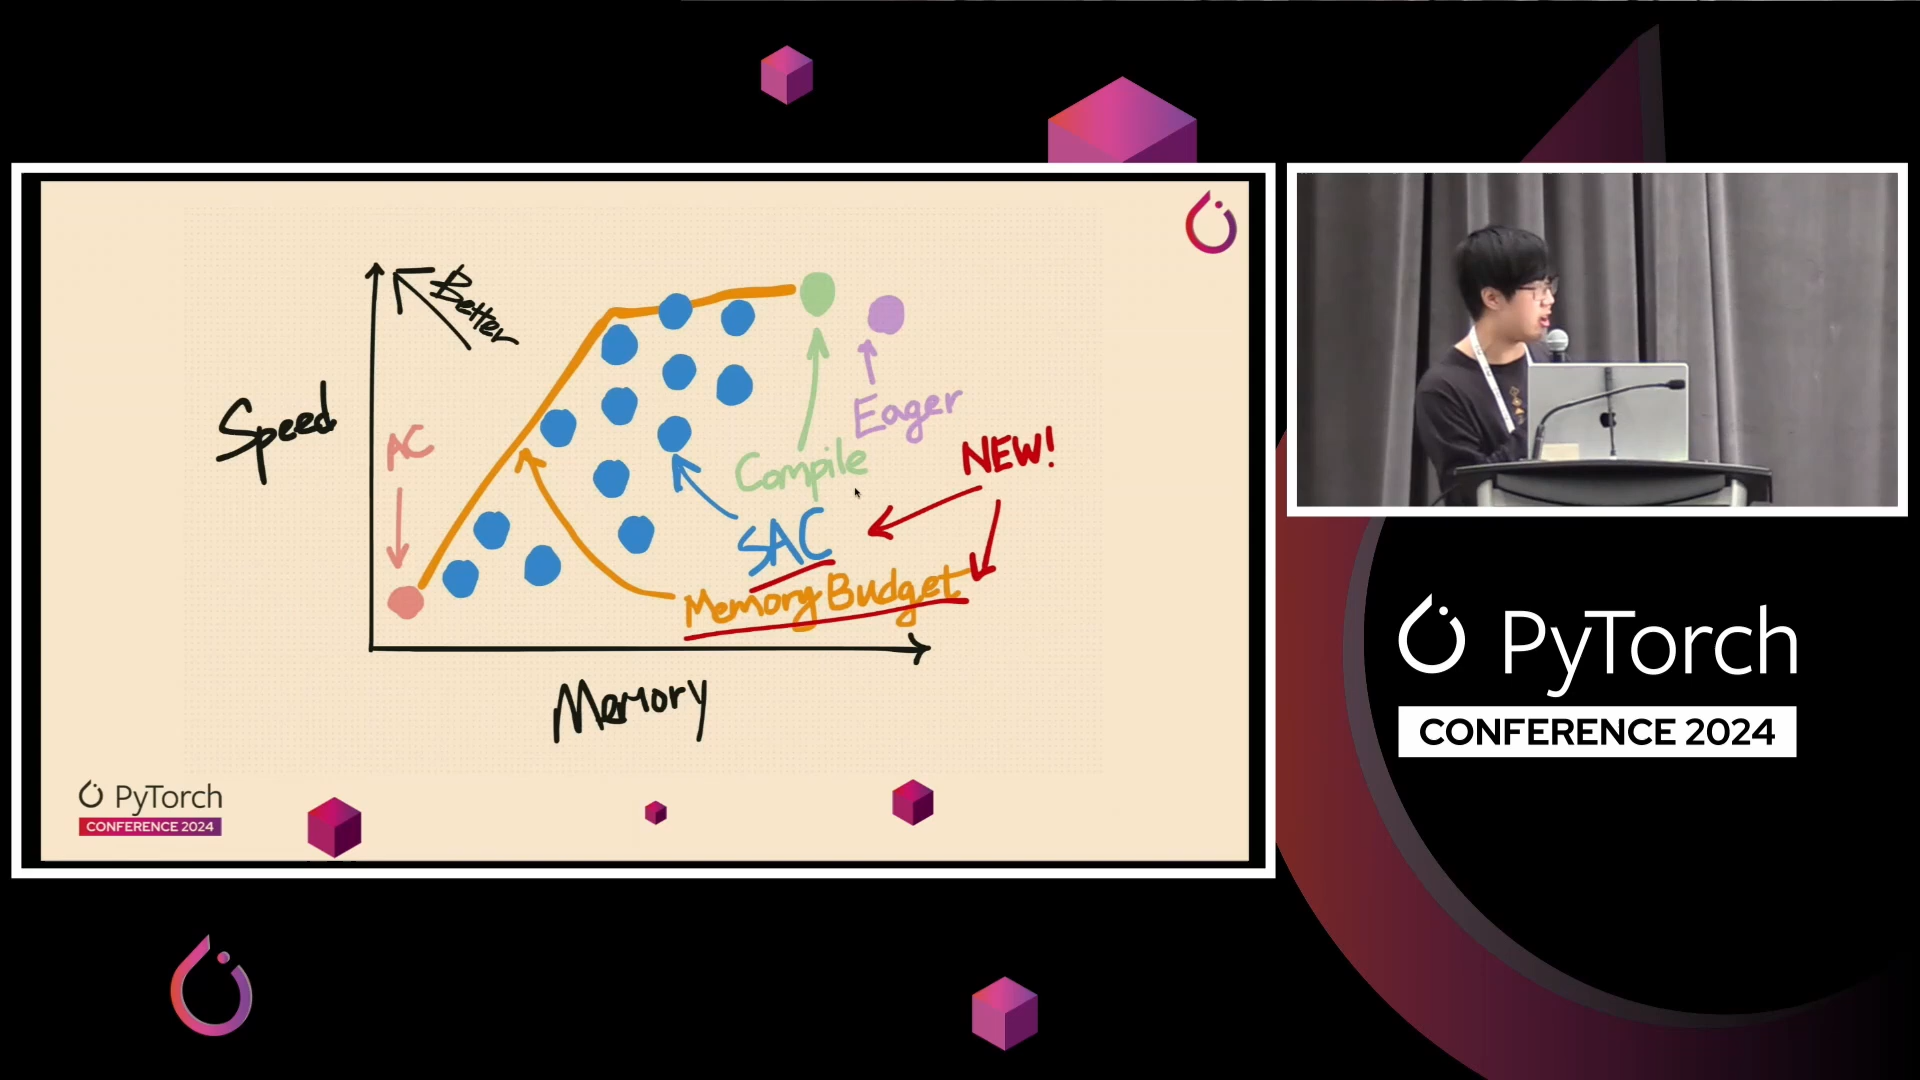 Better
Speed
AC
Eager
NEW!
Compile
SAC
Memory Budget
Memory
PyTorch
CONFERENCE 2024
PyTorch
CONFERENCE 2024